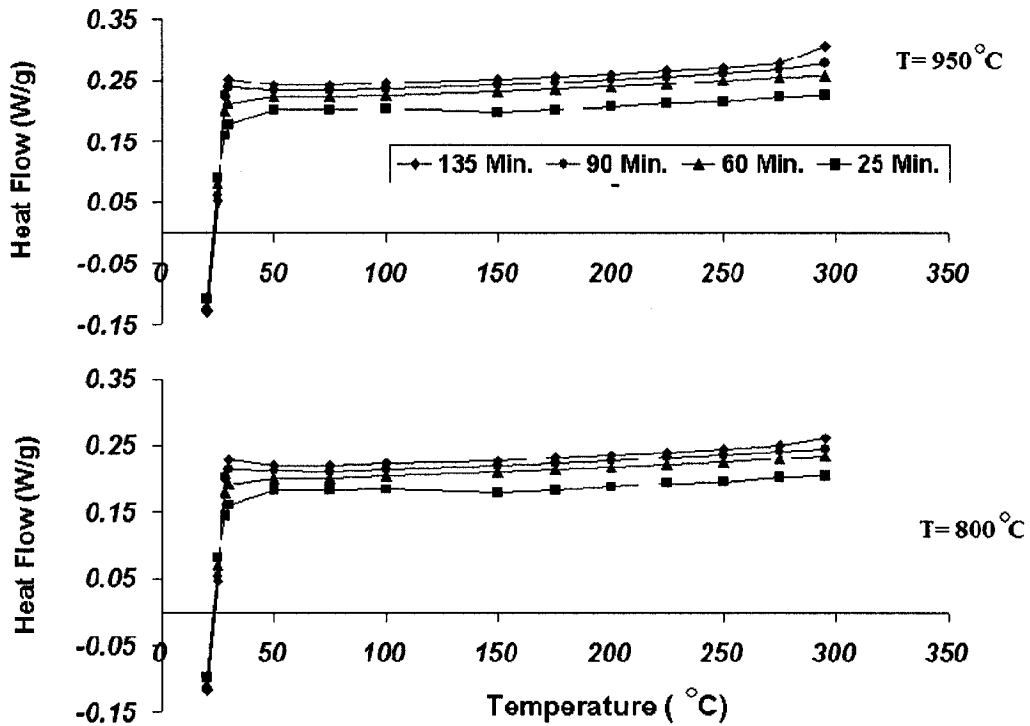 0.35
0.25
0.15
0.05
-0.05
-0.15
Heat Flow (W/g)
T= 950 °C
135 Min. 90 Min. 60 Min. 25 Min.
0 50 100 150 200 250 300 350
0.35
0.25
0.15
0.05
-0.05
-0.15
Heat Flow (W/g)
T= 800 °C
0 50 100 150 200 250 300 350
Temperature ( °C)